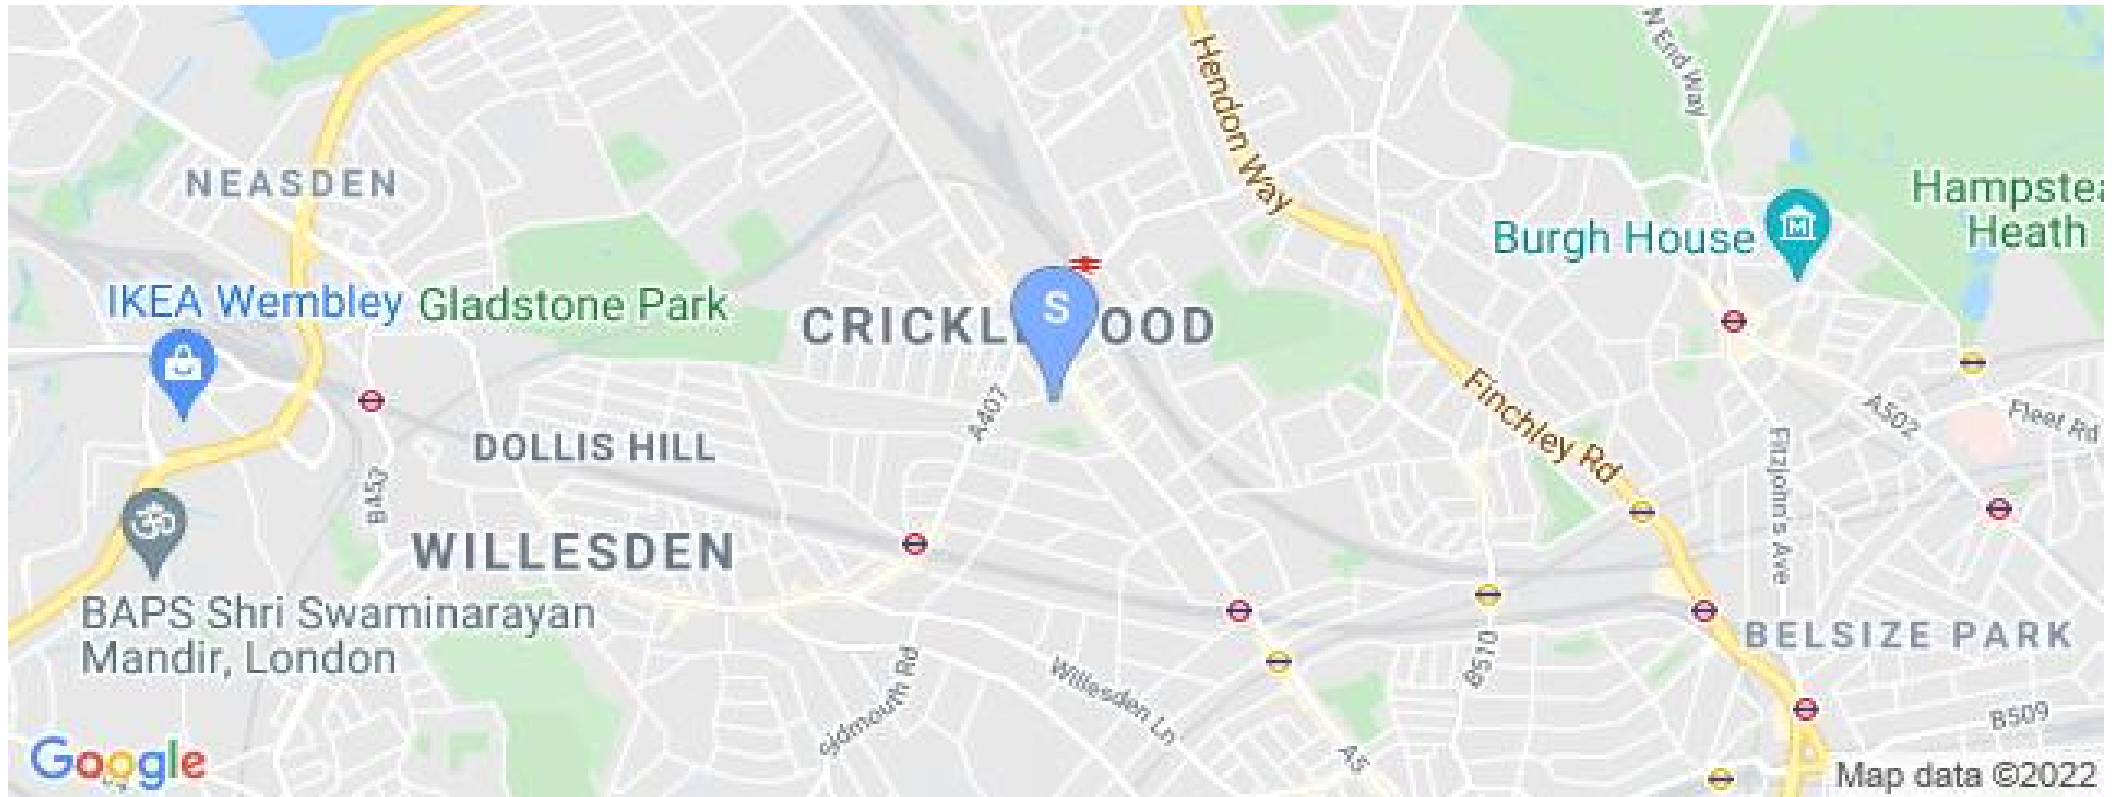 N End Way
Hendon Way
NEASDEN
Hampstea
Heath
Burgh House
M
IKEA Wembley
Gladstone Park
S
CRICKL OOD
A407
Finchley Rd
A502
Fleet Rd
DOLLIS HILL
B453
Fitzjohn's Ave
WILLESDEN
BAPS Shri Swaminarayan
Mandir, London
BELSIZE PARK
B510
Willesden Ln
Sidmouth Rd
B509
A5
Google
Map data ©2022